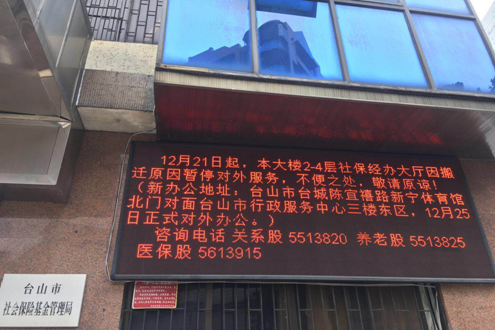 12月21日起，本大楼2-4层社保经办大厅因搬
迁原因暂停对外服务，不便之处，敬请原谅！
（新办公地址：台山市台城陈宜禧路新宁体育馆
北门对面台山市行政服务中心三楼东区，12月25
日正式对外办公。）
咨询电话 关系股 5513820 养老股 5513825
医保股 5613915
台山市
社会保险基金管理局